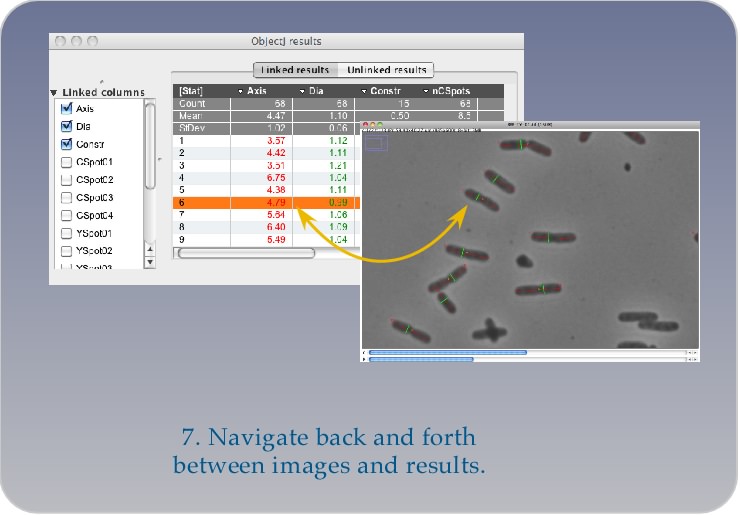 ObjectJ results
Linked results Unlinked results
Linked columns
Axis
Dia
Constr
CSpot01
CSpot02
CSpot03
CSpot04
YSpot01
YSpot02
YSpot03
[Stat] Axis Dia Constr nCSpots
Count 68 68 15 68
Mean 4.47 1.10 0.50 8.5
StDev 1.02 0.06
1 3.57 1.12
2 4.42 1.11
3 3.51 1.21
4 6.75 1.04
5 4.38 1.11
6 4.79 0.99
7 5.64 1.06
8 6.40 1.09
9 5.49 1.04
7. Navigate back and forth
between images and results.